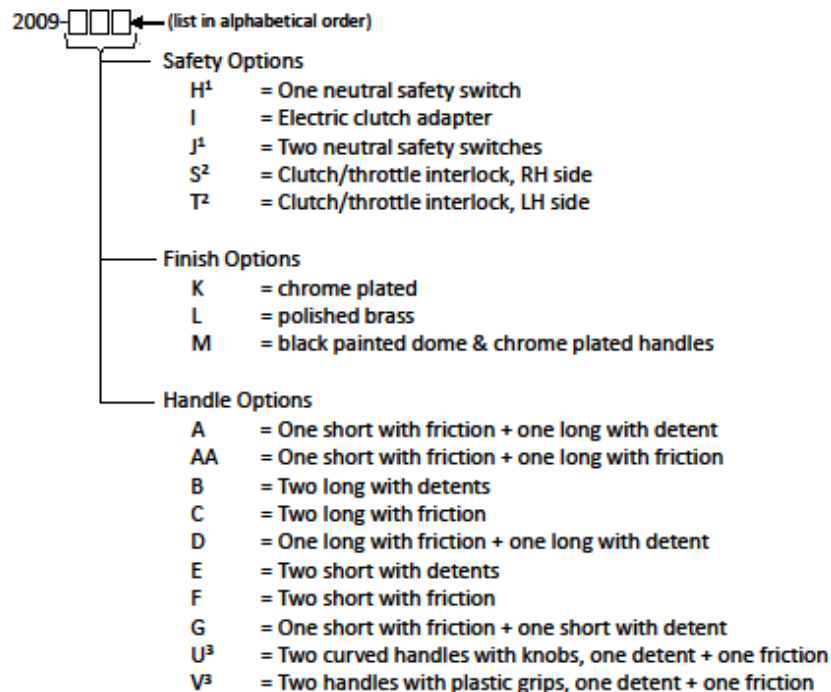 2009- (list in alphabetical order)
Safety Options
H¹ = One neutral safety switch
I = Electric clutch adapter
J¹ = Two neutral safety switches
S² = Clutch/throttle interlock, RH side
T² = Clutch/throttle interlock, LH side
Finish Options
K = chrome plated
L = polished brass
M = black painted dome & chrome plated handles
Handle Options
A = One short with friction + one long with detent
AA = One short with friction + one long with friction
B = Two long with detents
C = Two long with friction
D = One long with friction + one long with detent
E = Two short with detents
F = Two short with friction
G = One short with friction + one short with detent
U³ = Two curved handles with knobs, one detent + one friction
V³ = Two handles with plastic grips, one detent + one friction